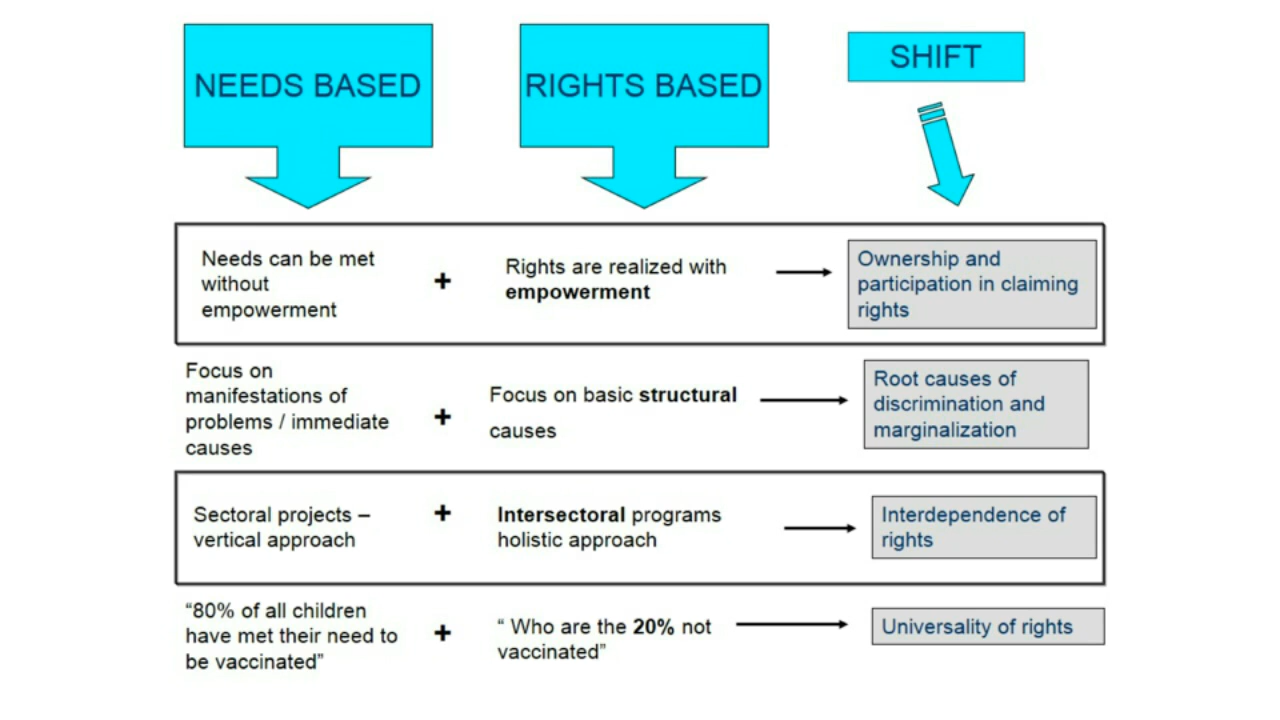 NEEDS BASED
RIGHTS BASED
SHIFT
Needs can be met
without
empowerment
+
Rights are realized with
empowerment
Ownership and
participation in claiming
rights
Focus on
manifestations of
problems / immediate
causes
+
Focus on basic structural
causes
Root causes of
discrimination and
marginalization
Sectoral projects –
vertical approach
+
Intersectoral programs
holistic approach
Interdependence of
rights
“80% of all children
have met their need to
be vaccinated”
+
“ Who are the 20% not
vaccinated”
Universality of rights